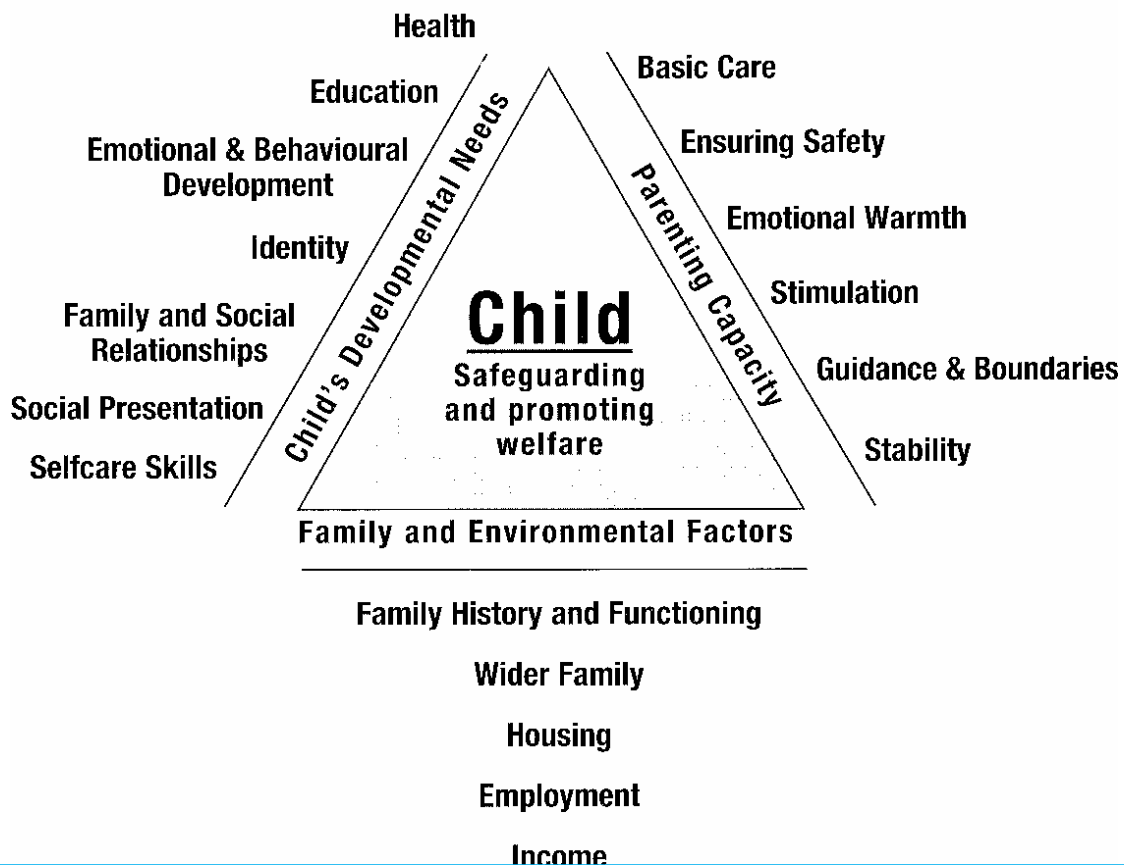 Health
Education
Emotional & Behavioural
Development
Identity
Family and Social
Relationships
Social Presentation
Selfcare Skills
Child's Developmental Needs
Child
Safeguarding
and promoting
welfare
Parenting Capacity
Basic Care
Ensuring Safety
Emotional Warmth
Stimulation
Guidance & Boundaries
Stability
Family and Environmental Factors
Family History and Functioning
Wider Family
Housing
Employment
Income